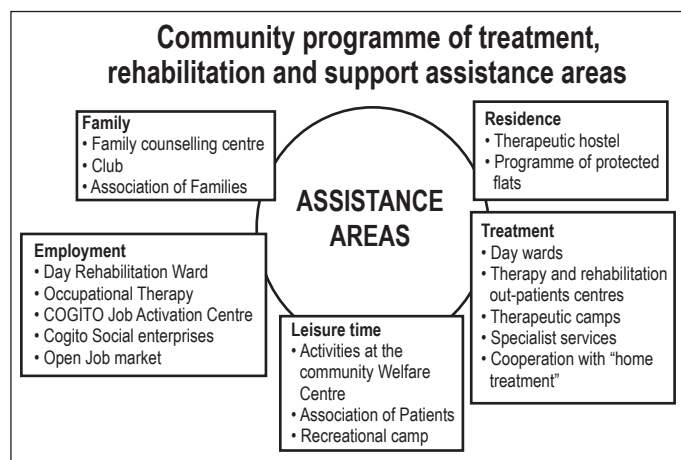 Community programme of treatment,
rehabilitation and support assistance areas
Family
• Family counselling centre
• Club
• Association of Families
Residence
• Therapeutic hostel
• Programme of protected
flats
ASSISTANCE
AREAS
Employment
• Day Rehabilitation Ward
• Occupational Therapy
• COGITO Job Activation Centre
• Cogito Social enterprises
• Open Job market
Treatment
• Day wards
• Therapy and rehabilitation
out-patients centres
• Therapeutic camps
• Specialist services
• Cooperation with “home
treatment”
Leisure time
• Activities at the
community Welfare
Centre
• Association of Patients
• Recreational camp